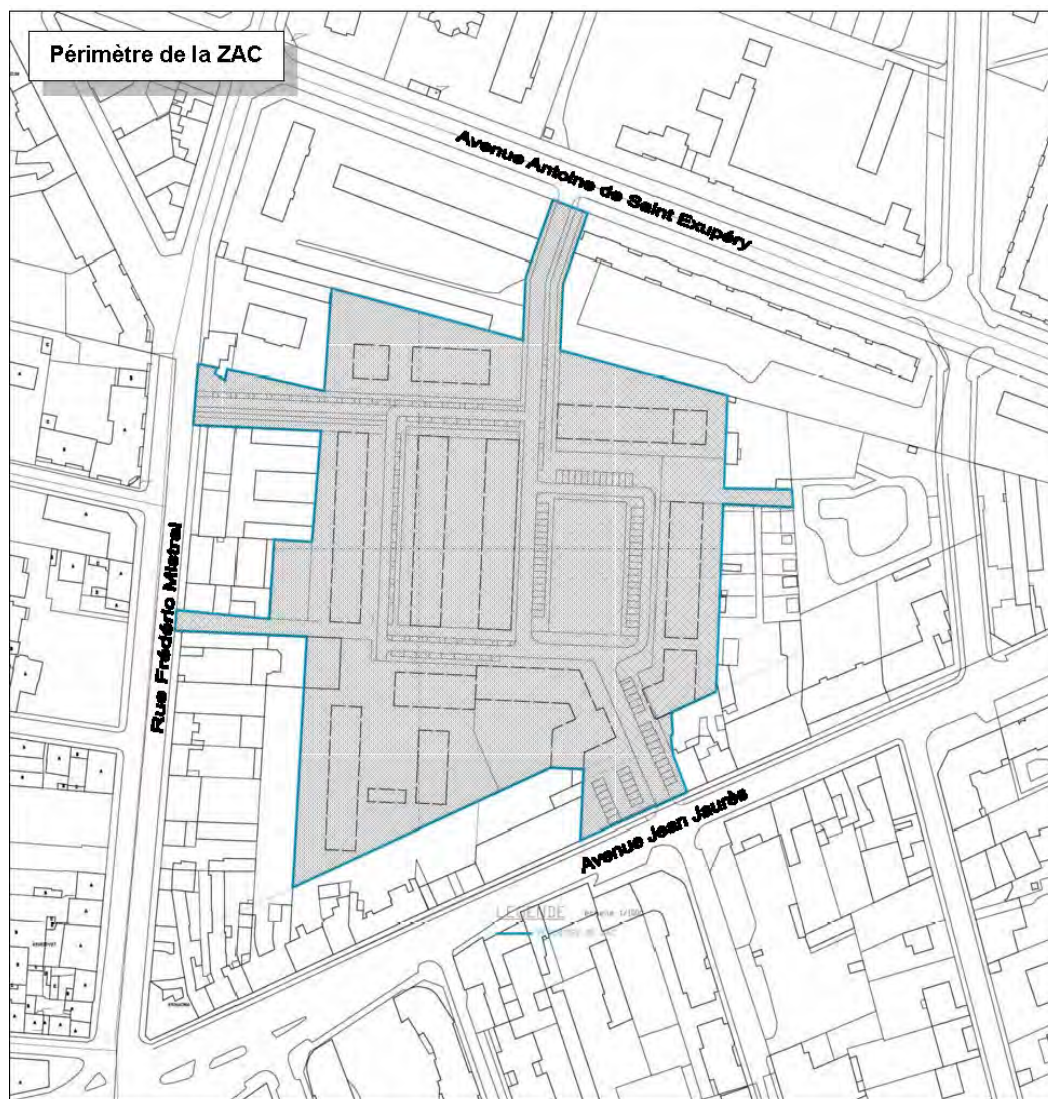 Périmètre de la ZAC
Avenue Antoine de Saint Exupéry
Rue Frédéric Mistral
Avenue Jean Jaurès
LEGENDE